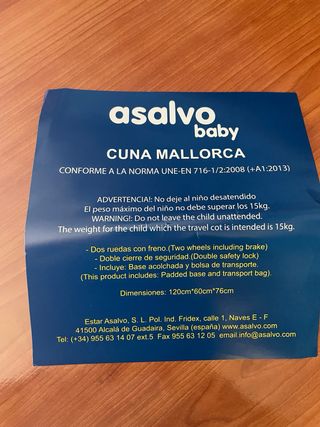 asalvo
baby
CUNA MALLORCA
CONFORME A LA NORMA UNE-EN 716-1/2:2008 (+A1:2013)
ADVERTENCIA!: No deje al niño desatendido
El peso máximo del niño no debe superar los 15kg.
WARNING!: Do not leave the child unattended.
The weight for the child which the travel cot is intended is 15kg.
- Dos ruedas con freno.(Two wheels including brake)
- Doble cierre de seguridad.(Double safety lock)
- Incluye: Base acolchada y bolsa de transporte.
(This product includes: Padded base and transport bag).
Dimensiones: 120cm*60cm*76cm
Estar Asalvo, S. L. Pol. Ind. Fridex, calle 1, Naves E - F
41500 Alcalá de Guadaira, Sevilla (españa) www.asalvo.com
Tel: (+34) 955 63 14 07 ext.5 Fax 955 63 12 05 email.info@asalvo.com